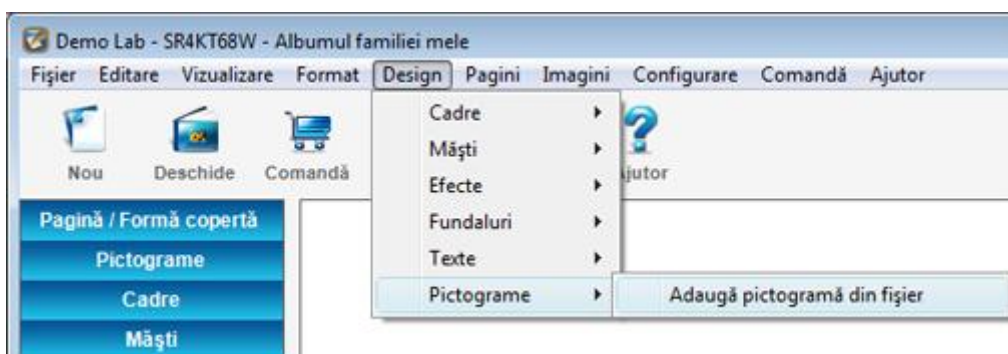 Demo Lab - SR4KT68W - Albumul familiei mele
Fişier Editare Vizualizare Format Design Pagini Imagini Configurare Comandă Ajutor
Nou Deschide Comandă
Cadre
Măşti
Efecte
Fundaluri
Texte
Pictograme
Adaugă pictogramă din fişier
Pagină / Formă copertă
Pictograme
Cadre
Măşti